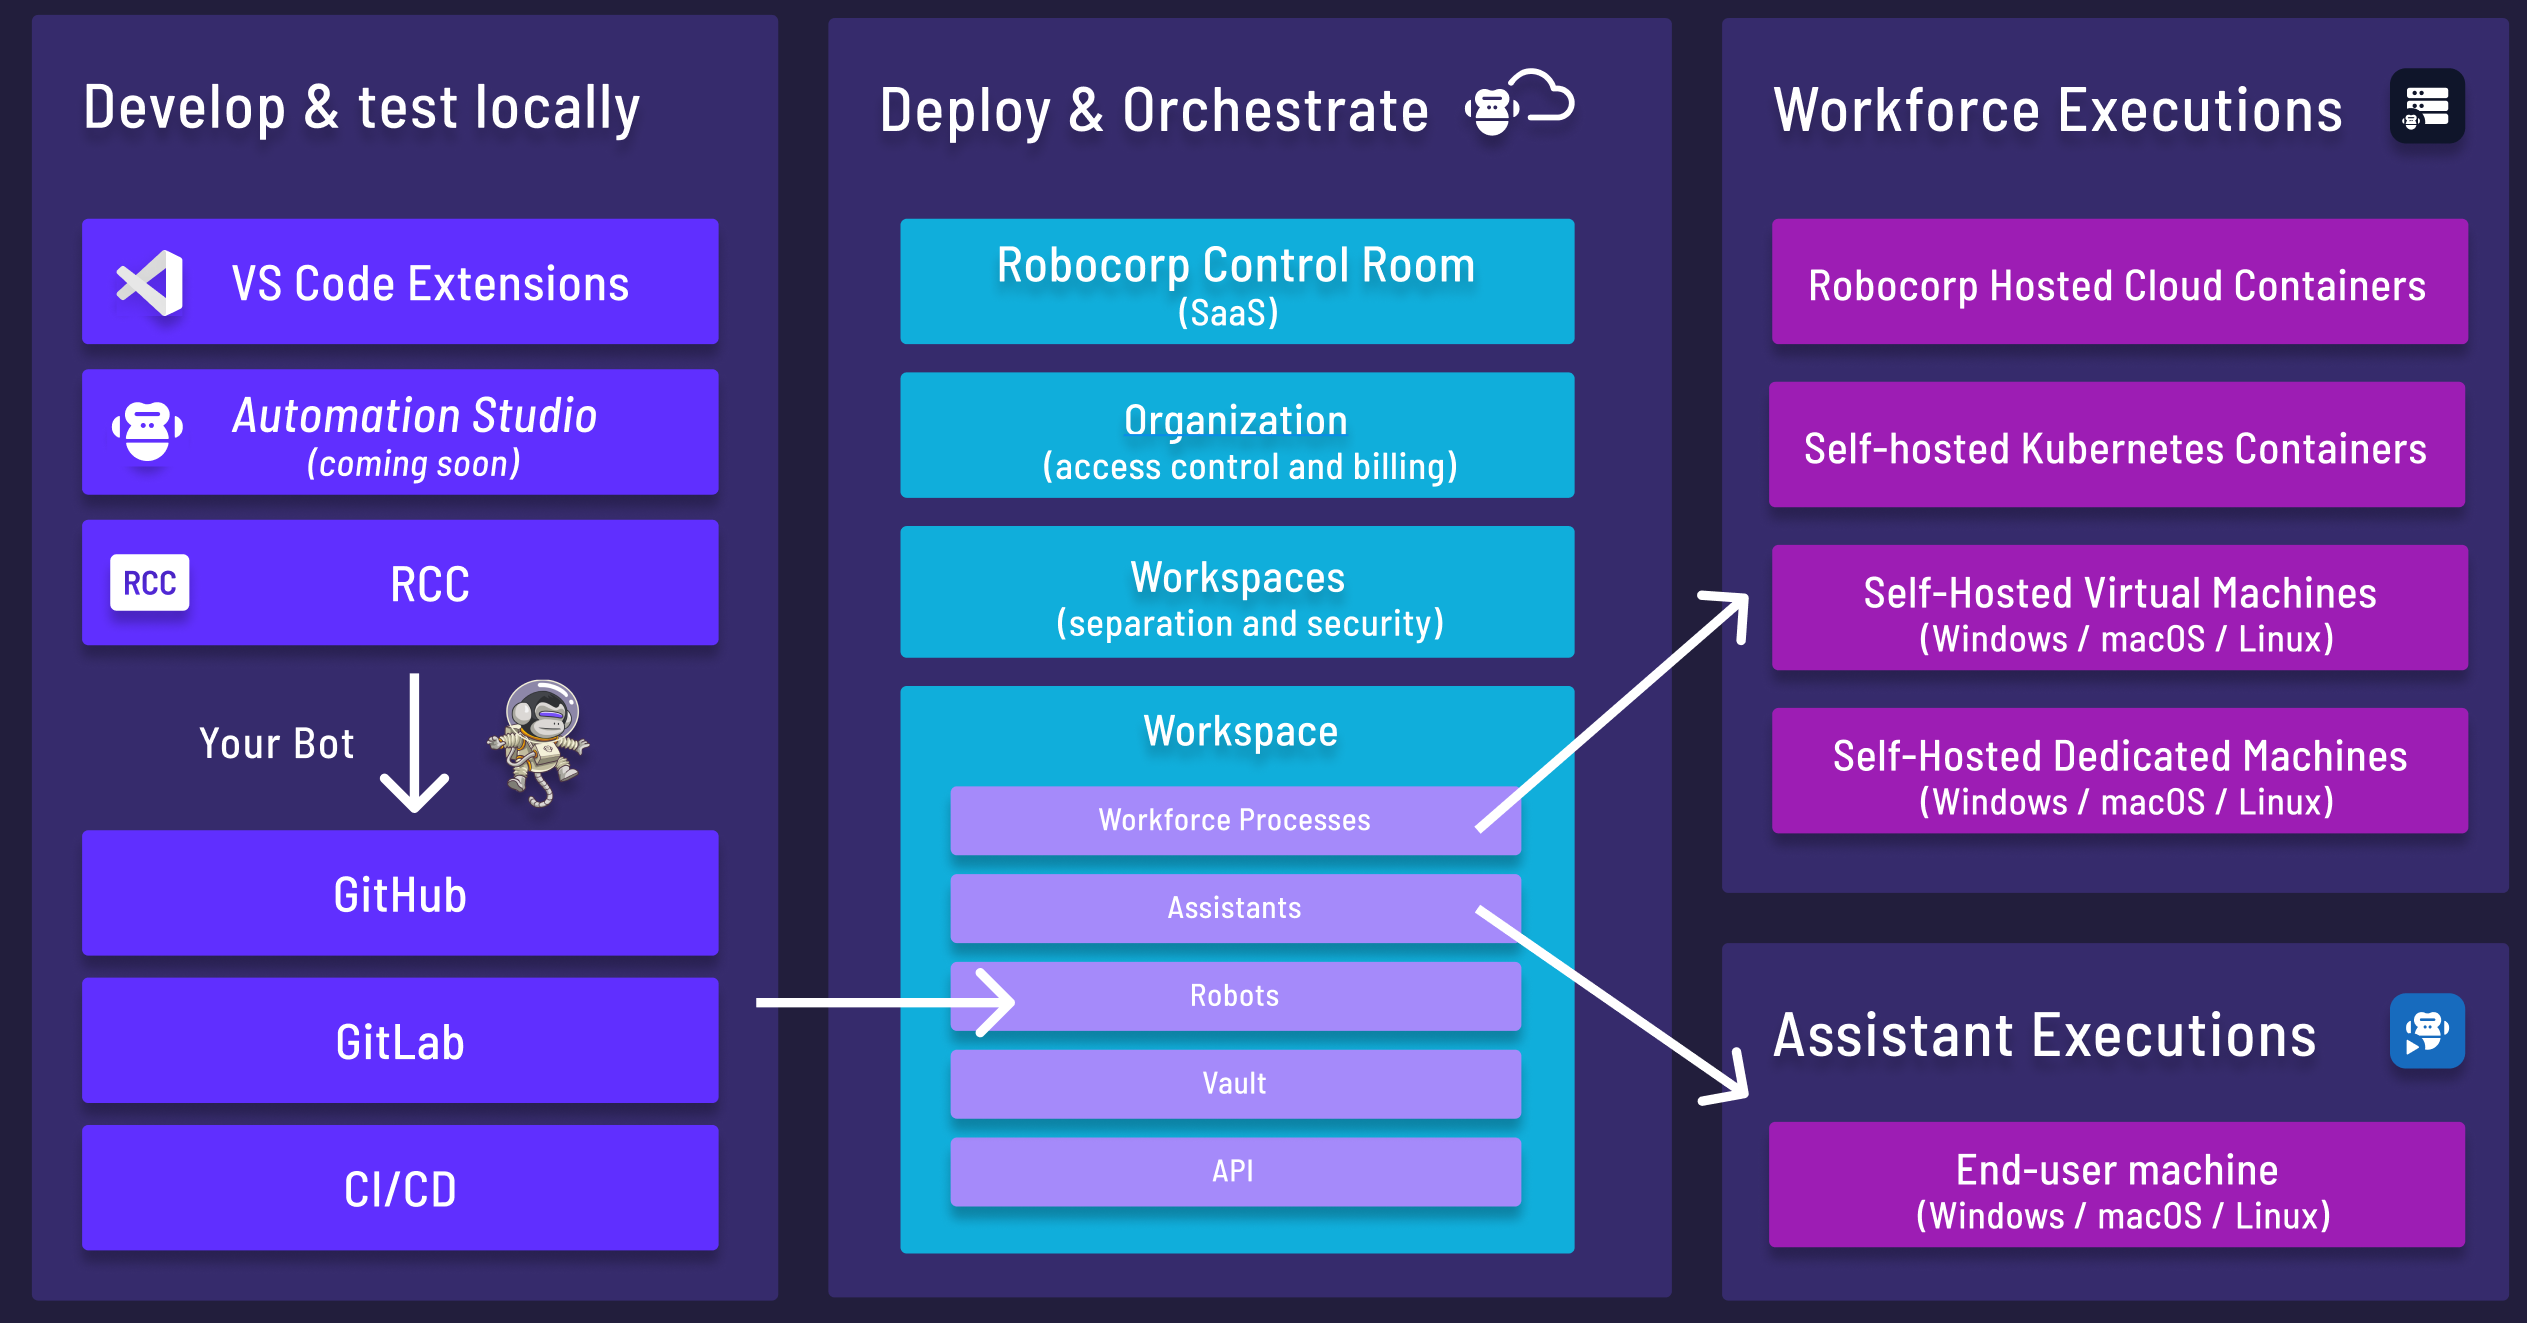 Develop & test locally
VS Code Extensions
Automation Studio
(coming soon)
RCC
RCC
Your Bot
GitHub
GitLab
CI/CD
Deploy & Orchestrate
Robocorp Control Room
(SaaS)
Organization
(access control and billing)
Workspaces
(separation and security)
Workspace
Workforce Processes
Assistants
Robots
Vault
API
Workforce Executions
Robocorp Hosted Cloud Containers
Self-hosted Kubernetes Containers
Self-Hosted Virtual Machines
(Windows / macOS / Linux)
Self-Hosted Dedicated Machines
(Windows / macOS / Linux)
Assistant Executions
End-user machine
(Windows / macOS / Linux)